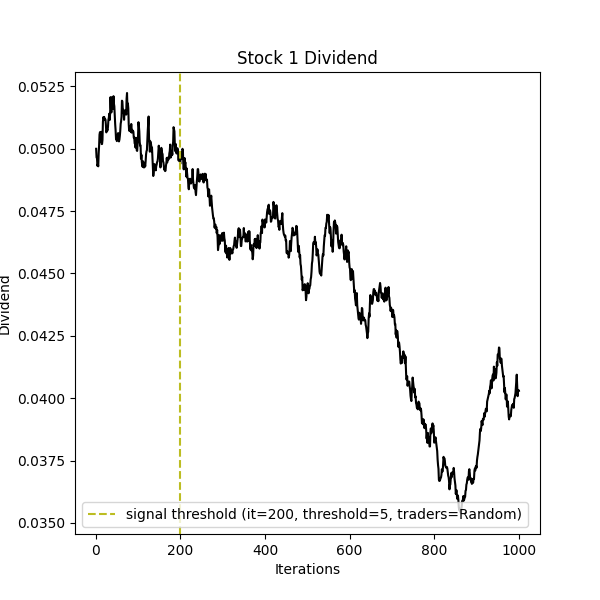 Stock 1 Dividend
Dividend
0.0525
0.0500
0.0475
0.0450
0.0425
0.0400
0.0375
0.0350
signal threshold (it=200, threshold=5, traders=Random)
0 200 400 600 800 1000
Iterations